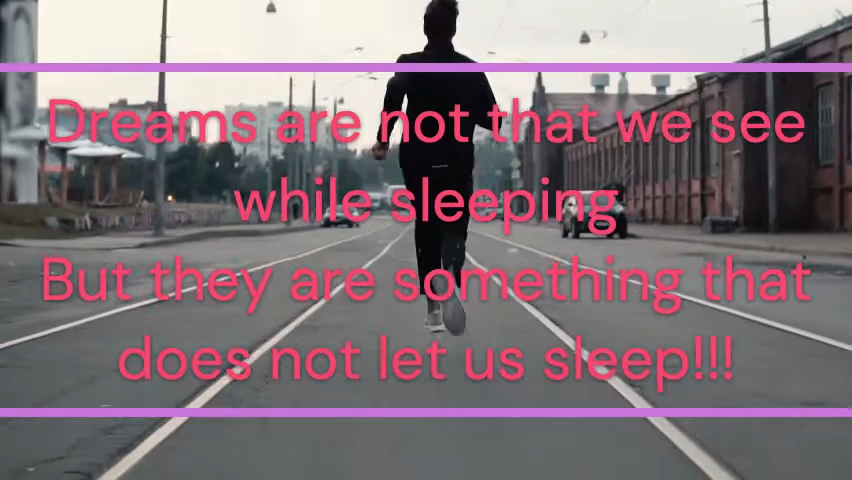 Dreams are not that we see
while sleeping
But they are something that
does not let us sleep!!!